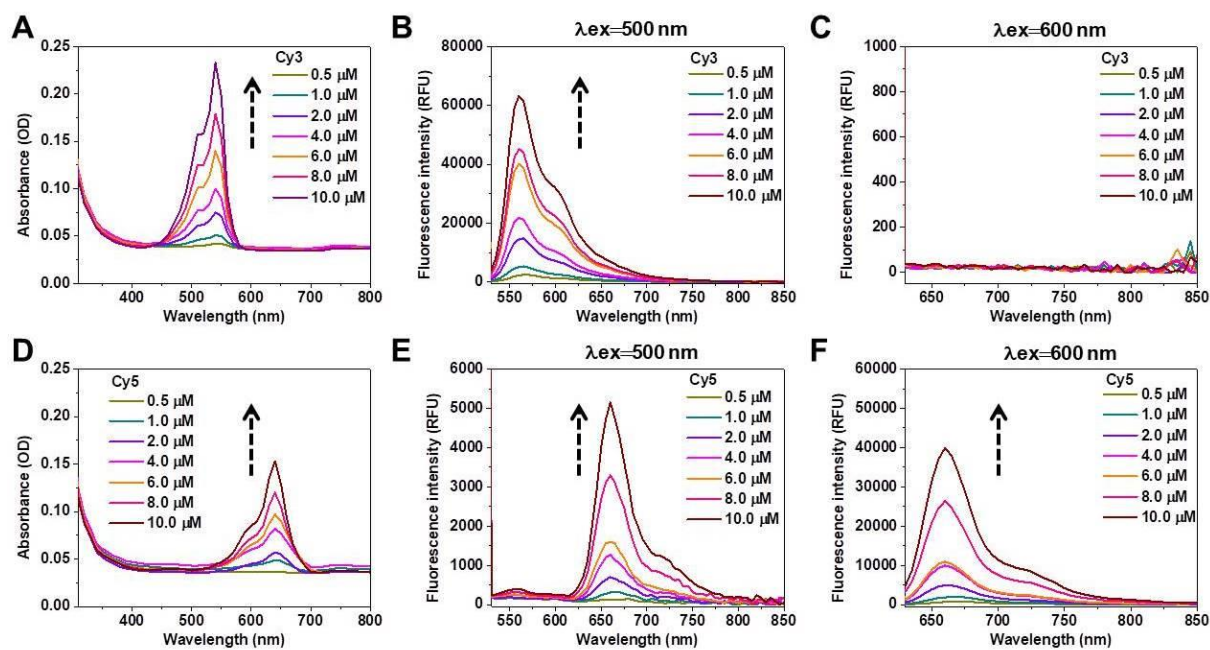 A
Absorbance (OD)
0.25
0.20
0.15
0.10
0.05
0.00
400 500 600 700 800
Wavelength (nm)
Cy3
0.5 μM
1.0 μM
2.0 μM
4.0 μM
6.0 μM
8.0 μM
10.0 μM
B
λex=500 nm
Fluorescence intensity (RFU)
80000
60000
40000
20000
0
550 600 650 700 750 800 850
Wavelength (nm)
Cy3
0.5 μM
1.0 μM
2.0 μM
4.0 μM
6.0 μM
8.0 μM
10.0 μM
C
λex=600 nm
Fluorescence intensity (RFU)
1000
800
600
400
200
0
650 700 750 800 850
Wavelength (nm)
Cy3
0.5 μM
1.0 μM
2.0 μM
4.0 μM
6.0 μM
8.0 μM
10.0 μM
D
Absorbance (OD)
0.25
0.20
0.15
0.10
0.05
0.00
400 500 600 700 800
Wavelength (nm)
Cy5
0.5 μM
1.0 μM
2.0 μM
4.0 μM
6.0 μM
8.0 μM
10.0 μM
E
λex=500 nm
Fluorescence intensity (RFU)
6000
5000
4000
3000
2000
1000
0
550 600 650 700 750 800 850
Wavelength (nm)
Cy5
0.5 μM
1.0 μM
2.0 μM
4.0 μM
6.0 μM
8.0 μM
10.0 μM
F
λex=600 nm
Fluorescence intensity (RFU)
60000
50000
40000
30000
20000
10000
0
650 700 750 800 850
Wavelength (nm)
Cy5
0.5 μM
1.0 μM
2.0 μM
4.0 μM
6.0 μM
8.0 μM
10.0 μM